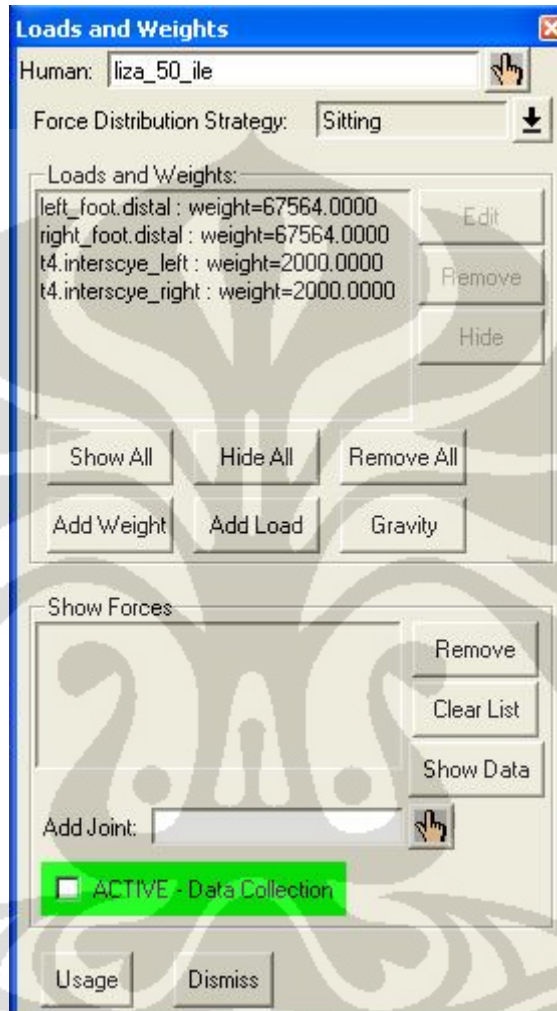 Loads and Weights
Human: liza_50_ile
Force Distribution Strategy: Sitting
Loads and Weights:
left_foot.distal : weight=67564.0000
right_foot.distal : weight=67564.0000
t4.interscye_left : weight=2000.0000
t4.interscye_right : weight=2000.0000
Edit
Remove
Hide
Show All Hide All Remove All
Add Weight Add Load Gravity
Show Forces
Remove
Clear List
Show Data
Add Joint:
ACTIVE - Data Collection
Usage Dismiss